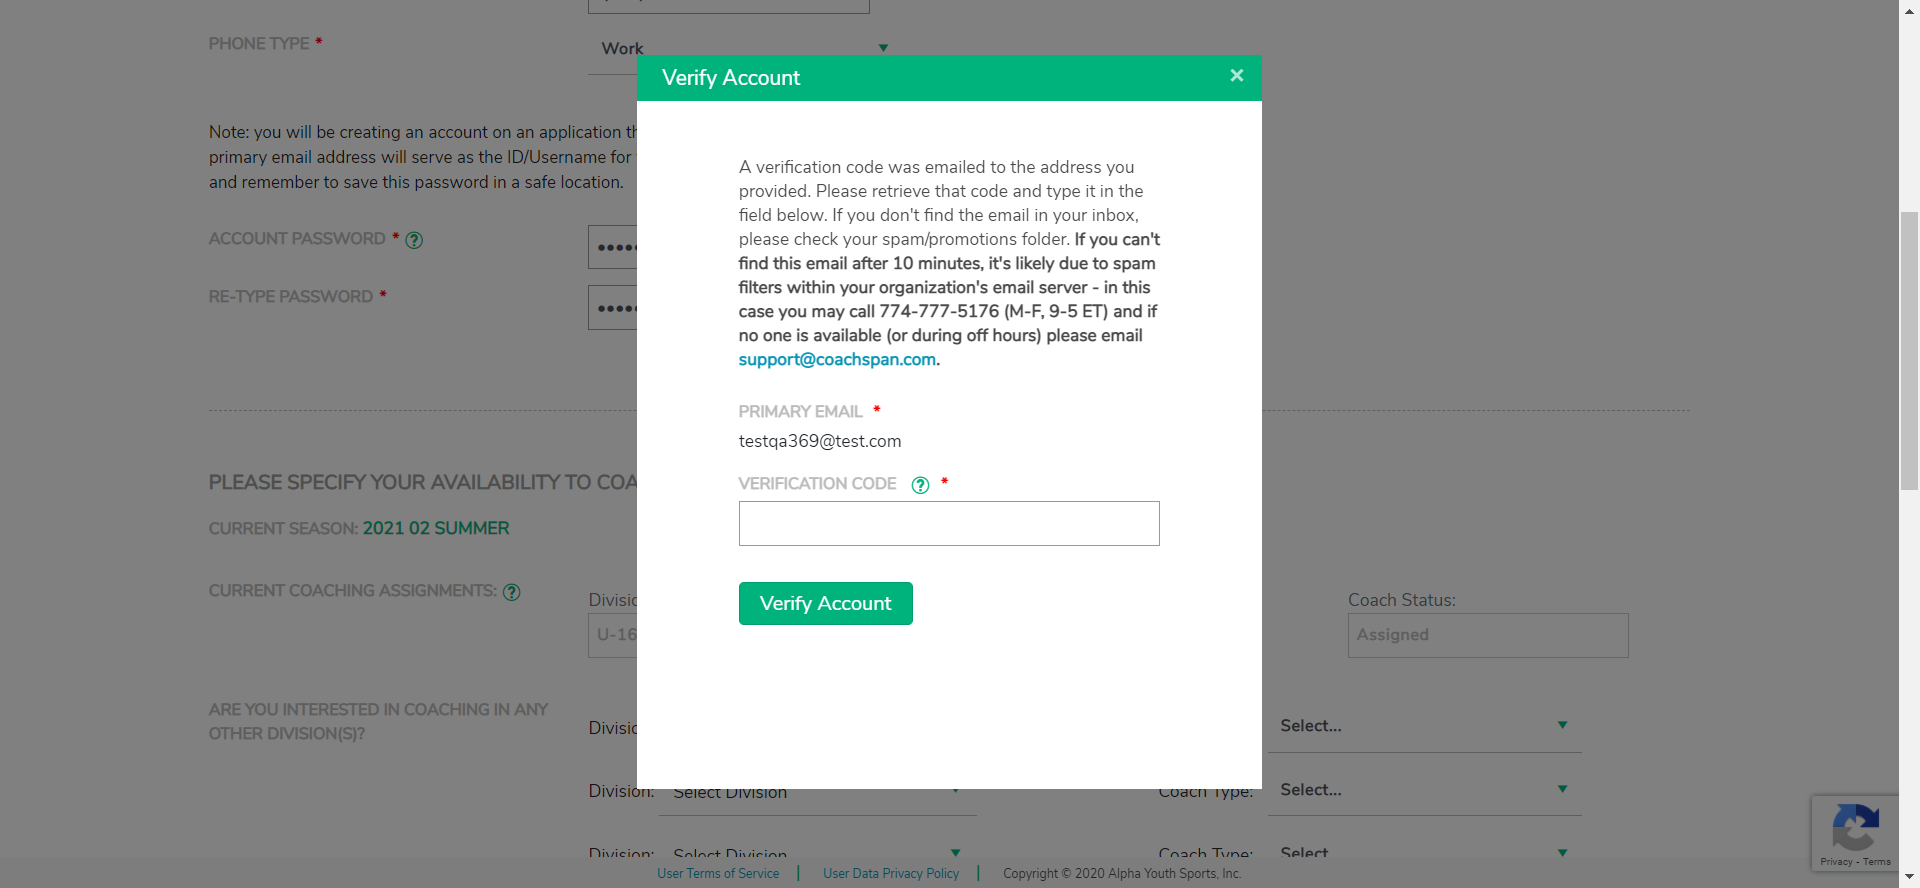 PHONE TYPE *
Work
Verify Account
×
Note: you will be creating an account on an application th
primary email address will serve as the ID/Username for
and remember to save this password in a safe location.
A verification code was emailed to the address you
provided. Please retrieve that code and type it in the
field below. If you don't find the email in your inbox,
please check your spam/promotions folder. If you can't
find this email after 10 minutes, it's likely due to spam
filters within your organization's email server - in this
case you may call 774-777-5176 (M-F, 9-5 ET) and if
no one is available (or during off hours) please email
support@coachspan.com.
ACCOUNT PASSWORD * ?
•••••
RE-TYPE PASSWORD *
•••••
PRIMARY EMAIL *
testqa369@test.com
VERIFICATION CODE ? *
Verify Account
PLEASE SPECIFY YOUR AVAILABILITY TO COA
CURRENT SEASON: 2021 02 SUMMER
CURRENT COACHING ASSIGNMENTS: ?
Divisio
U-16
Coach Status:
Assigned
ARE YOU INTERESTED IN COACHING IN ANY
OTHER DIVISION(S)?
Divisio
Select...
Division: Select Division
Coach Type: Select...
Division: Select Division
Coach Type: Select
Privacy - Terms
User Terms of Service | User Data Privacy Policy | Copyright © 2020 Alpha Youth Sports, Inc.